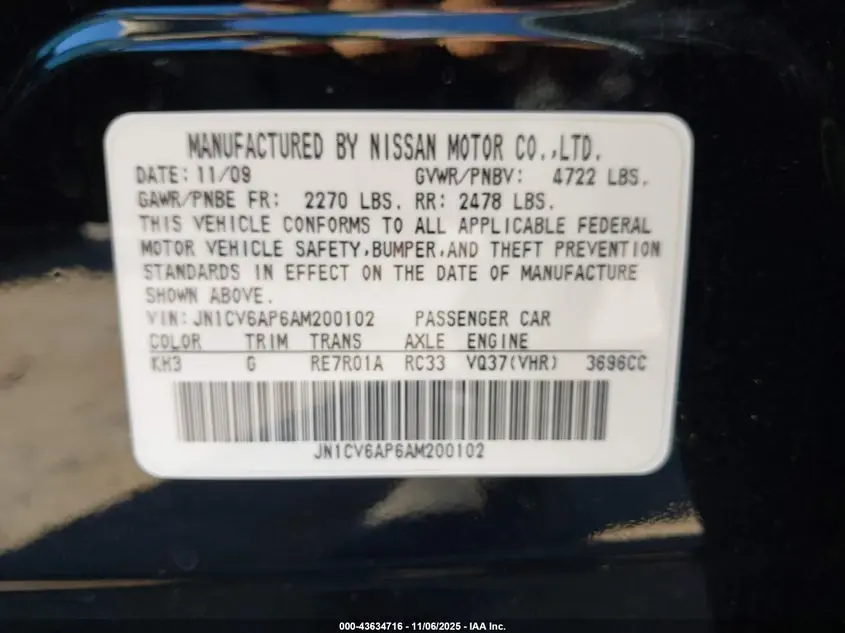 MANUFACTURED BY NISSAN MOTOR CO.,LTD.
DATE: 11/09 GVWR/PNBV: 4722 LBS.
GAWR/PNBE FR: 2270 LBS. RR: 2478 LBS.
THIS VEHICLE CONFORMS TO ALL APPLICABLE FEDERAL
MOTOR VEHICLE SAFETY,BUMPER,AND THEFT PREVENTION
STANDARDS IN EFFECT ON THE DATE OF MANUFACTURE
SHOWN ABOVE.
VIN: JN1CV6AP6AM200102 PASSENGER CAR
COLOR TRIM TRANS AXLE ENGINE
KH3 G RE7R01A RC33 VQ37(VHR) 3696CC
JN1CV6AP6AM200102
000-43634716 - 11/06/2025 - IAA Inc.